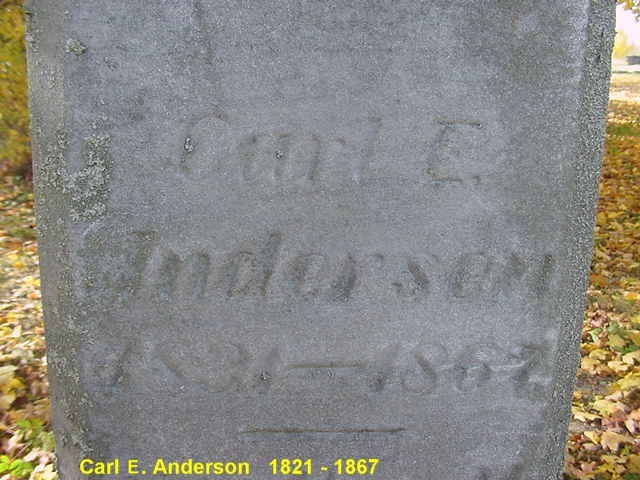 Carl E.
Anderson
1821—1867
Carl E. Anderson 1821 - 1867